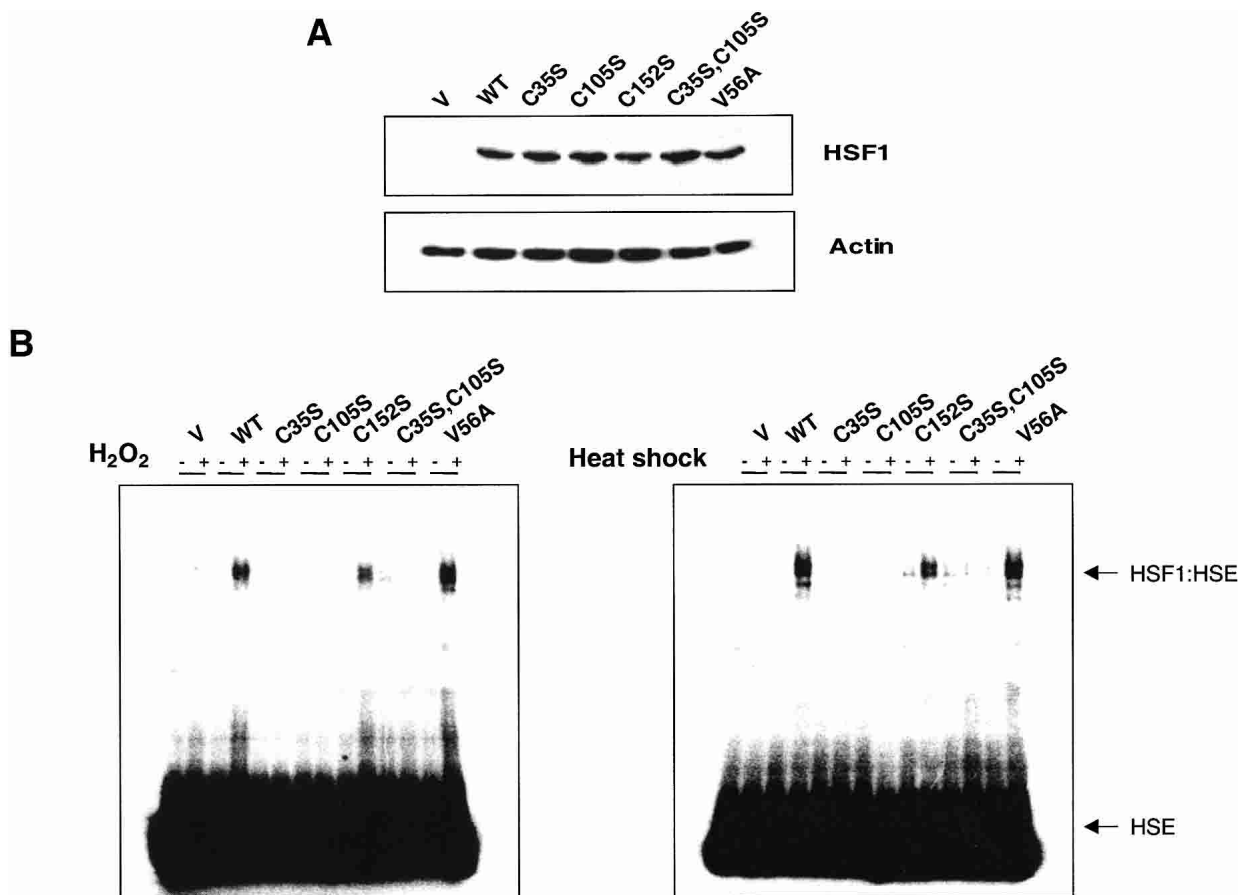 A
V WT C35S C105S C152S C35S,C105S V56A
HSF1
Actin
B
V WT C35S C105S C152S C35S,C105S V56A
H₂O₂ - + - + - + - + - + - + - +
V WT C35S C105S C152S C35S,C105S V56A
Heat shock - + - + - + - + - + - + - +
HSF1:HSE
HSE